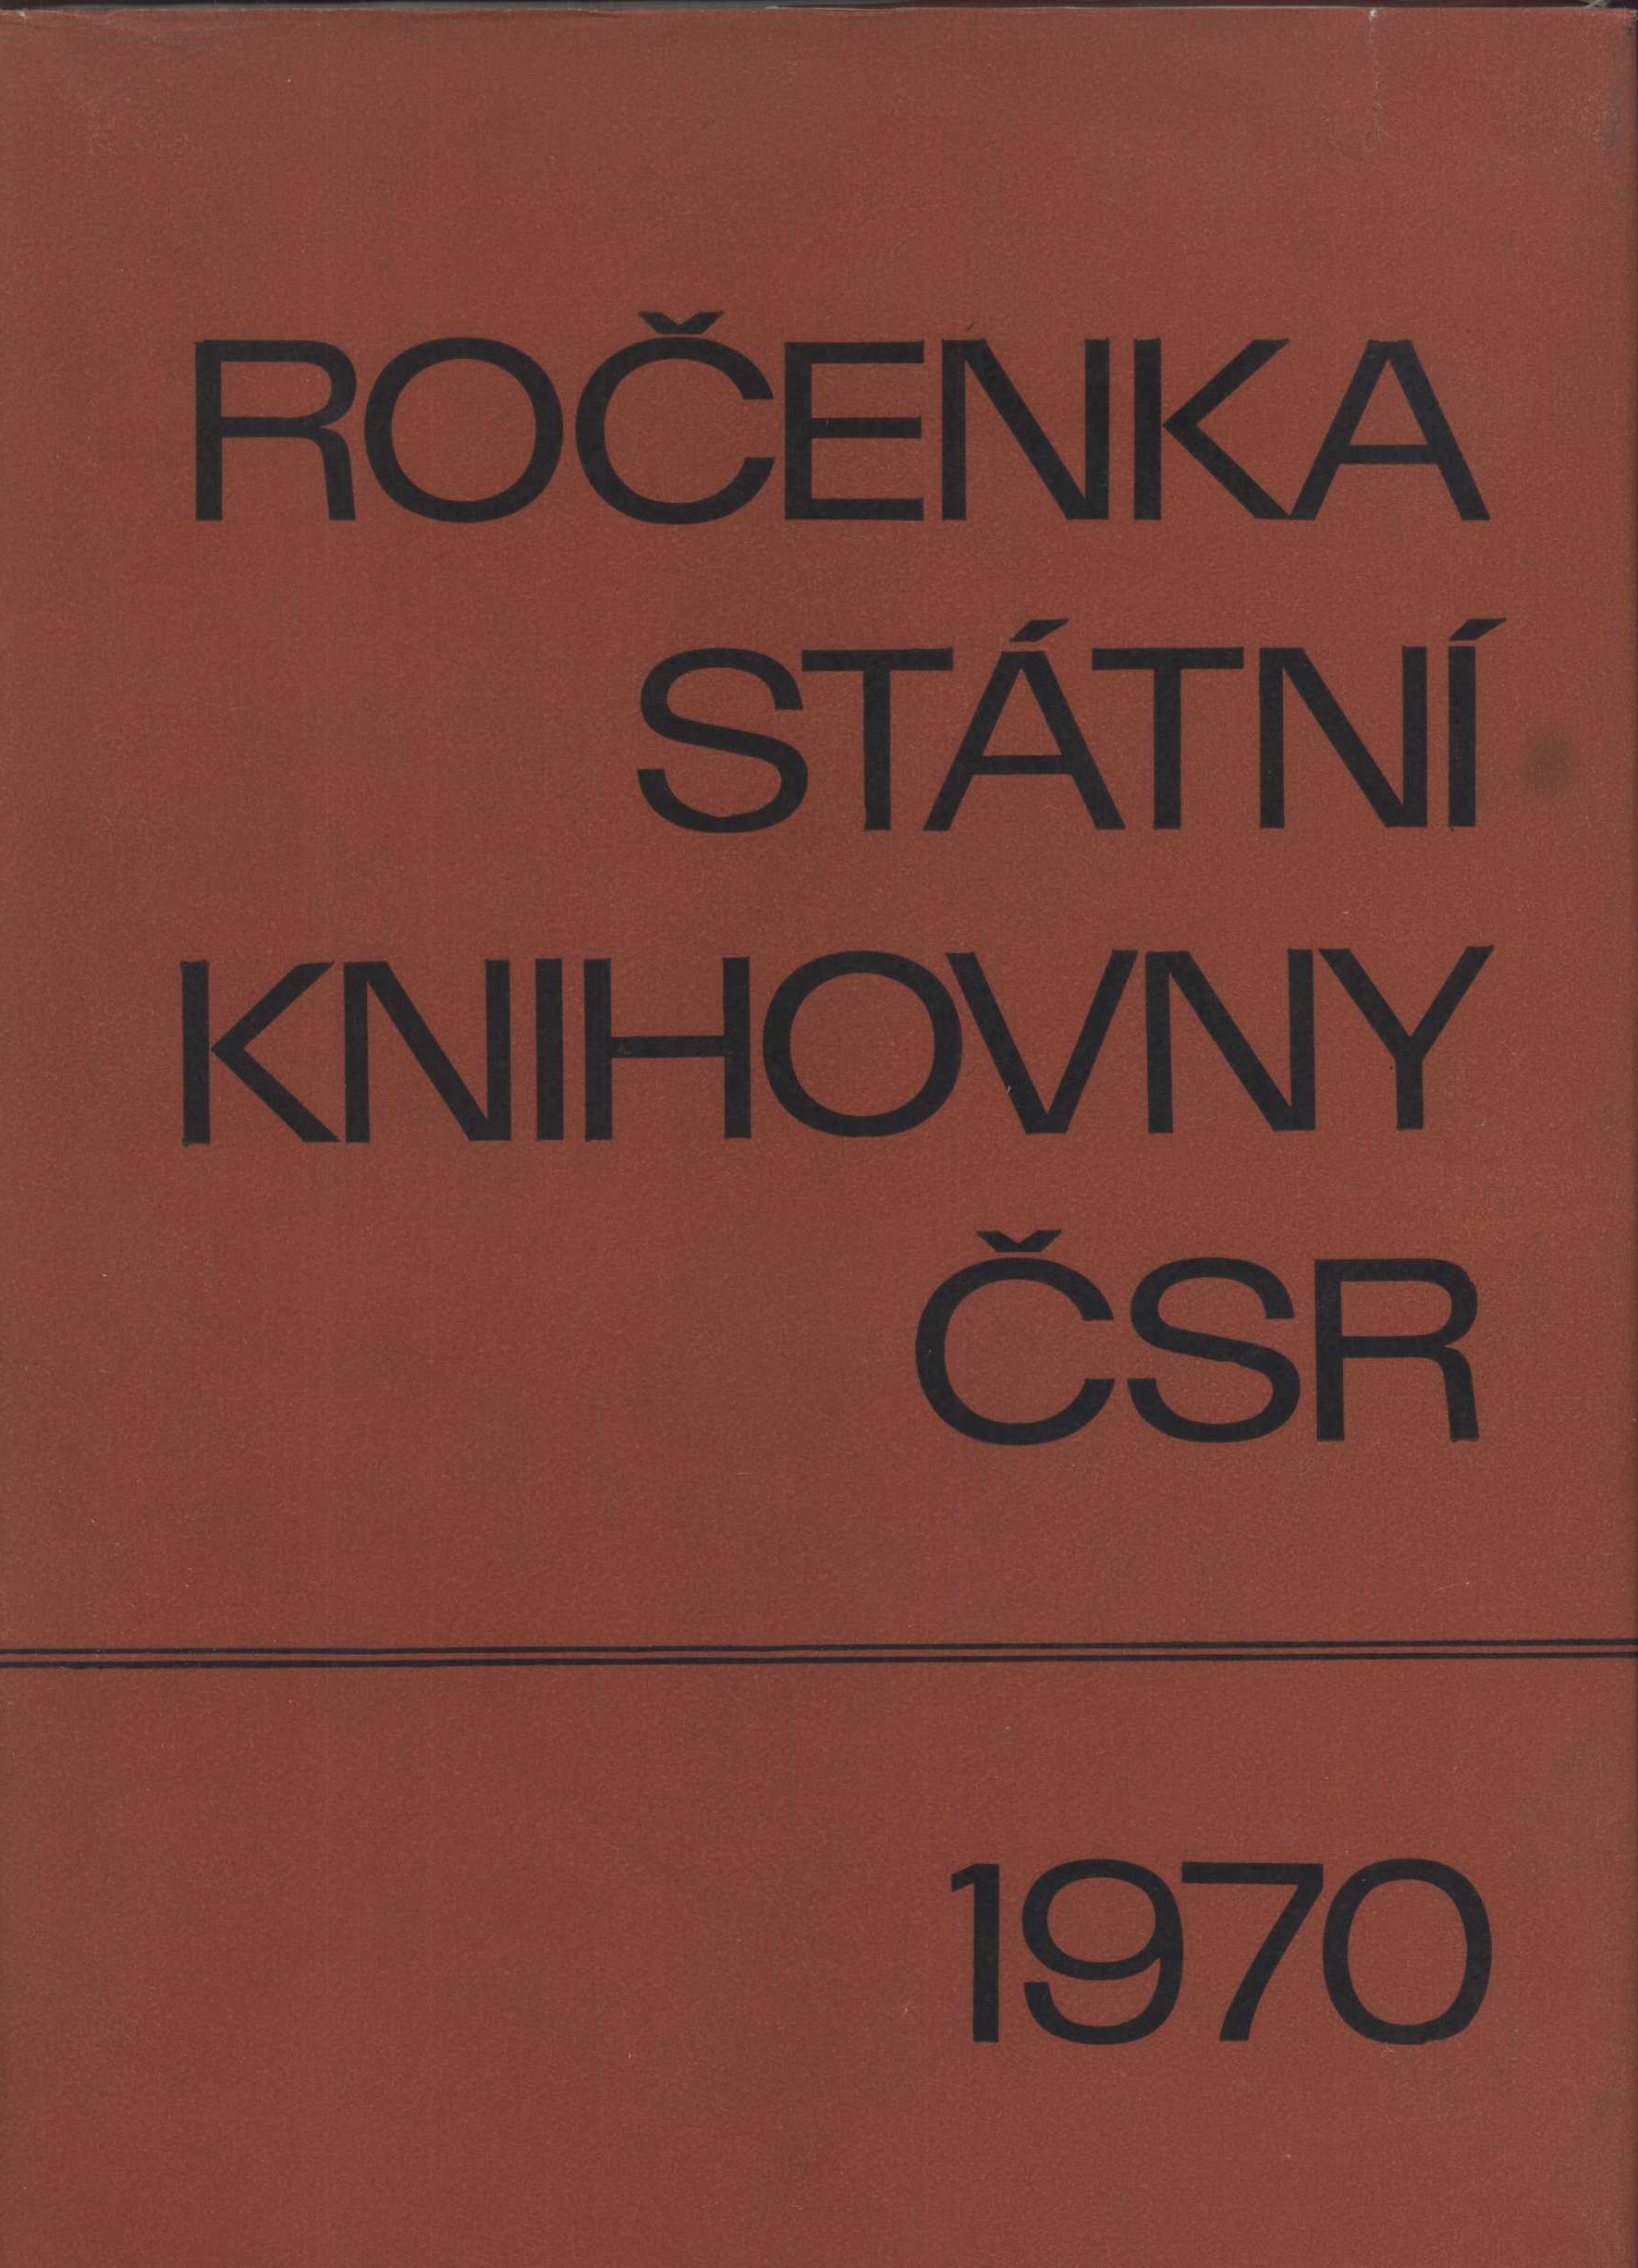 ROČENKA
STÁTNÍ
KNIHOVNY
ČSR
1970